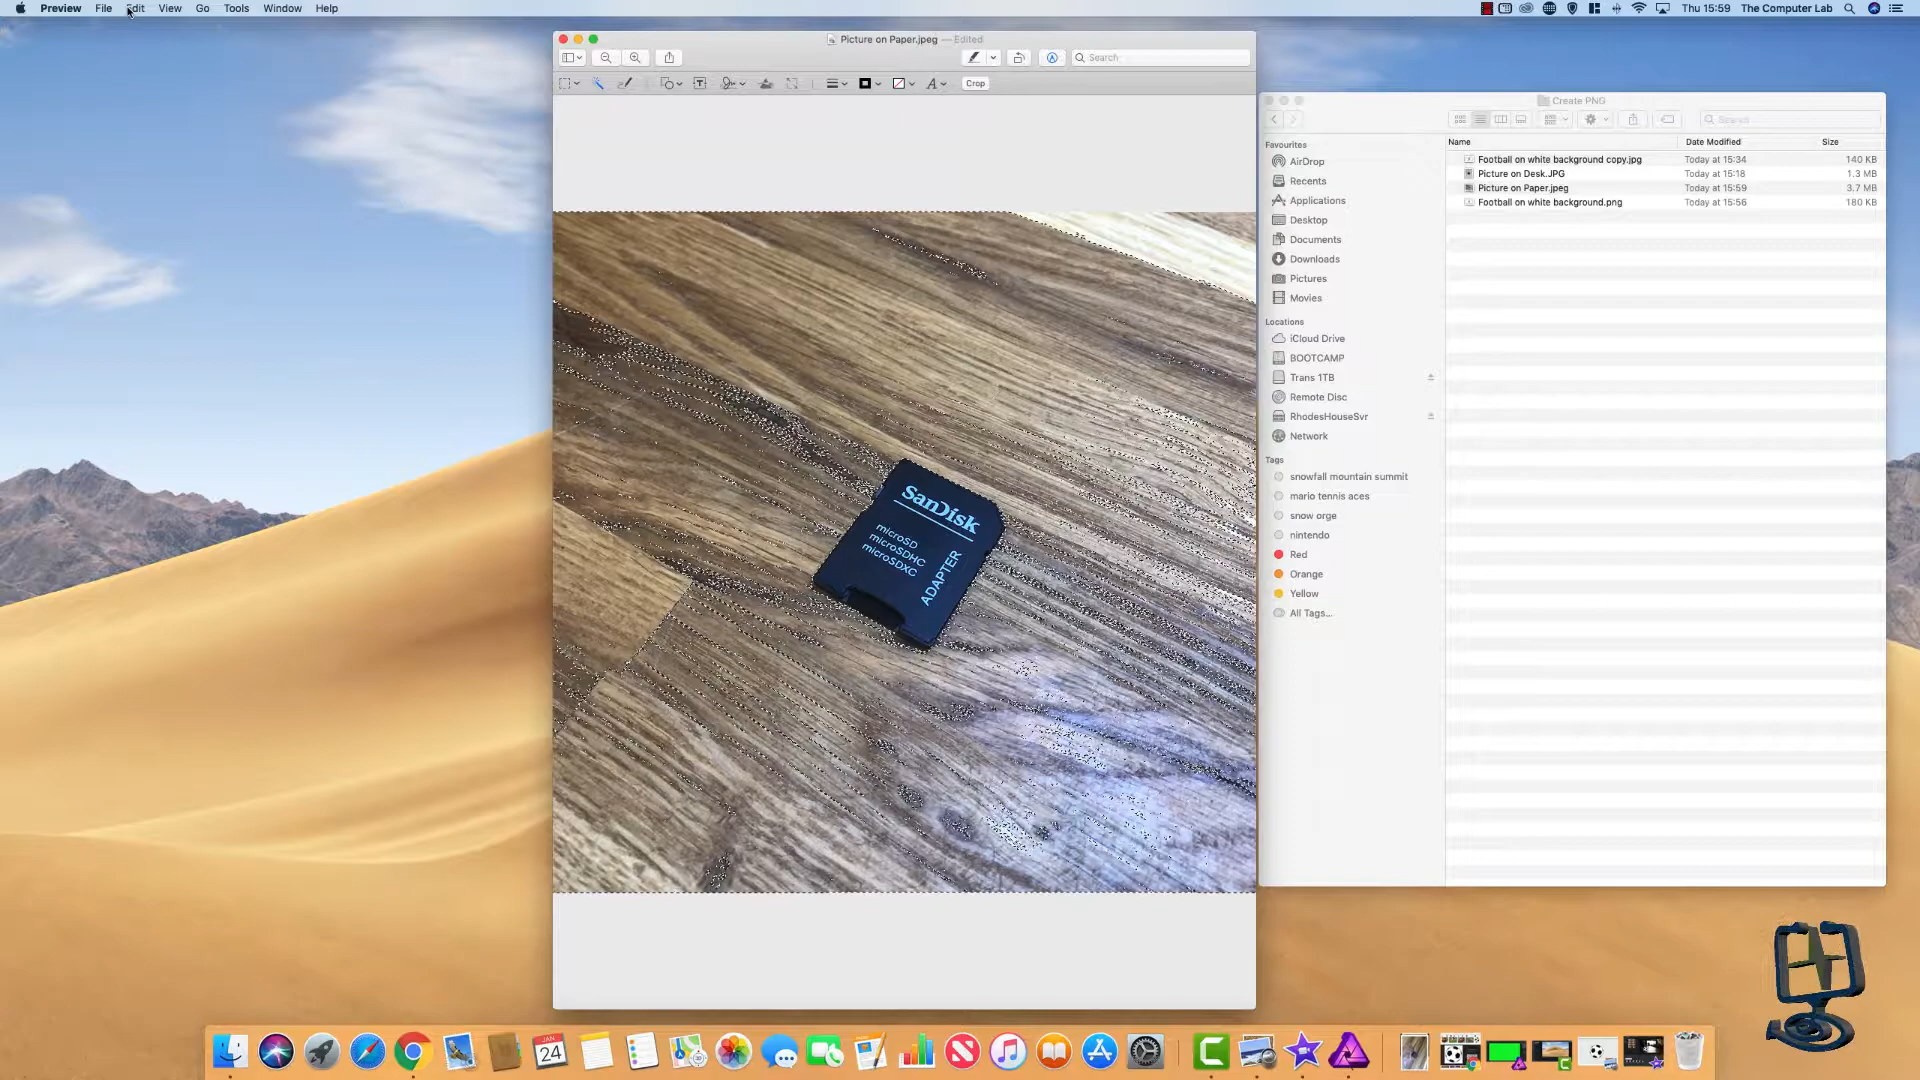 Preview File Edit View Go Tools Window Help
Thu 15:59 The Computer Lab
Picture on Paper.jpeg — Edited
Search
Crop
SanDisk
microSD
microSDHC
microSDXC
ADAPTER
Create PNG
Search
Favourites
AirDrop
Recents
Applications
Desktop
Documents
Downloads
Pictures
Movies
Locations
iCloud Drive
BOOTCAMP
Trans 1TB
Remote Disc
RhodesHouseSvr
Network
Tags
snowfall mountain summit
mario tennis aces
snow orge
nintendo
Red
Orange
Yellow
All Tags...
Name Date Modified Size
Football on white background copy.jpg Today at 15:34 140 KB
Picture on Desk.JPG Today at 15:18 1.3 MB
Picture on Paper.jpeg Today at 15:59 3.7 MB
Football on white background.png Today at 15:56 180 KB
JAN
24